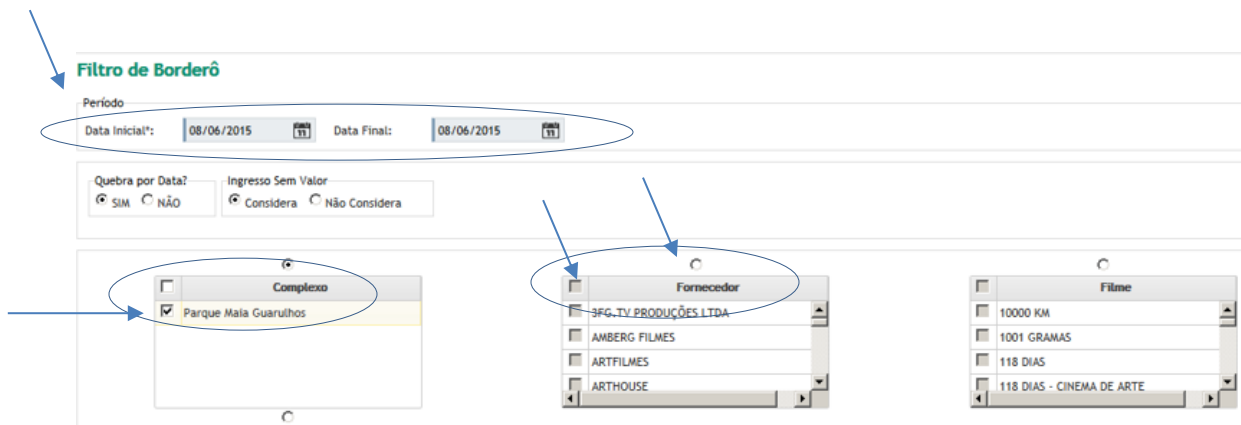 Filtro de Borderô
Período
Data Inicial*: 08/06/2015 11 Data Final: 08/06/2015 11
Quebra por Data? Ingresso Sem Valor
SIM NÃO Considera Não Considera
Complexo Fornecedor Filme
Parque Maia Guarulhos 3FG.TV PRODUÇÕES LTDA 10000 KM
AMBERG FILMES 1001 GRAMAS
ARTFILMES 118 DIAS
ARTHOUSE 118 DIAS - CINEMA DE ARTE